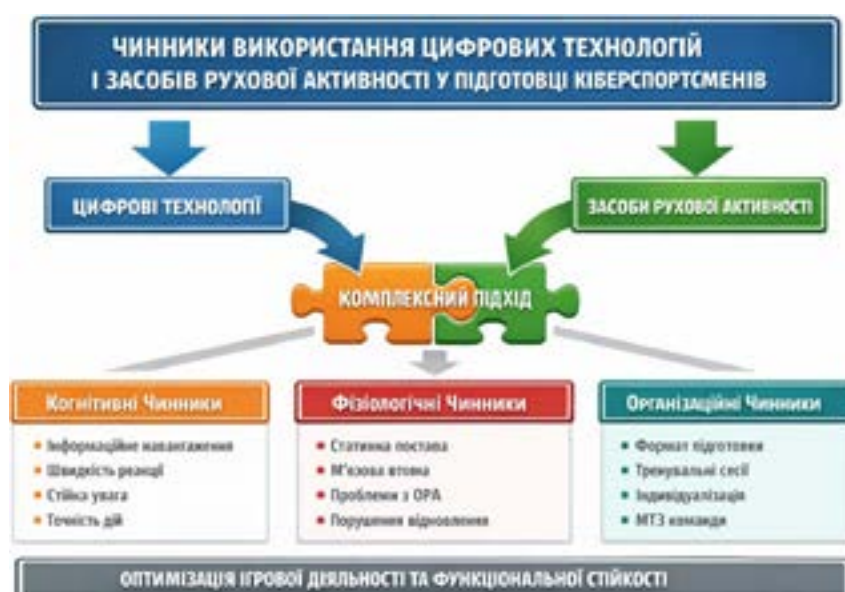 ЧИННИКИ ВИКОРИСТАННЯ ЦИФРОВИХ ТЕХНОЛОГІЙ
І ЗАСОБІВ РУХОВОЇ АКТИВНОСТІ У ПІДГОТОВЦІ КІБЕРСПОРТСМЕНІВ
ЦИФРОВІ ТЕХНОЛОГІЇ
ЗАСОБИ РУХОВОЇ АКТИВНОСТІ
КОМПЛЕКСНИЙ ПІДХІД
Когнітивні Чинники
• Інформаційне навантаження
• Швидкість реакції
• Стійка увага
• Точність дій
Фізіологічні Чинники
• Статична постава
• М'язова втома
• Проблеми з ОРА
• Порушення відновлення
Організаційні Чинники
• Формат підготовки
• Тренувальні сесії
• Індивідуалізація
• МТЗ команди
ОПТИМІЗАЦІЯ ІГРОВОЇ ДІЯЛЬНОСТІ ТА ФУНКЦІОНАЛЬНОЇ СТІЙКОСТІ